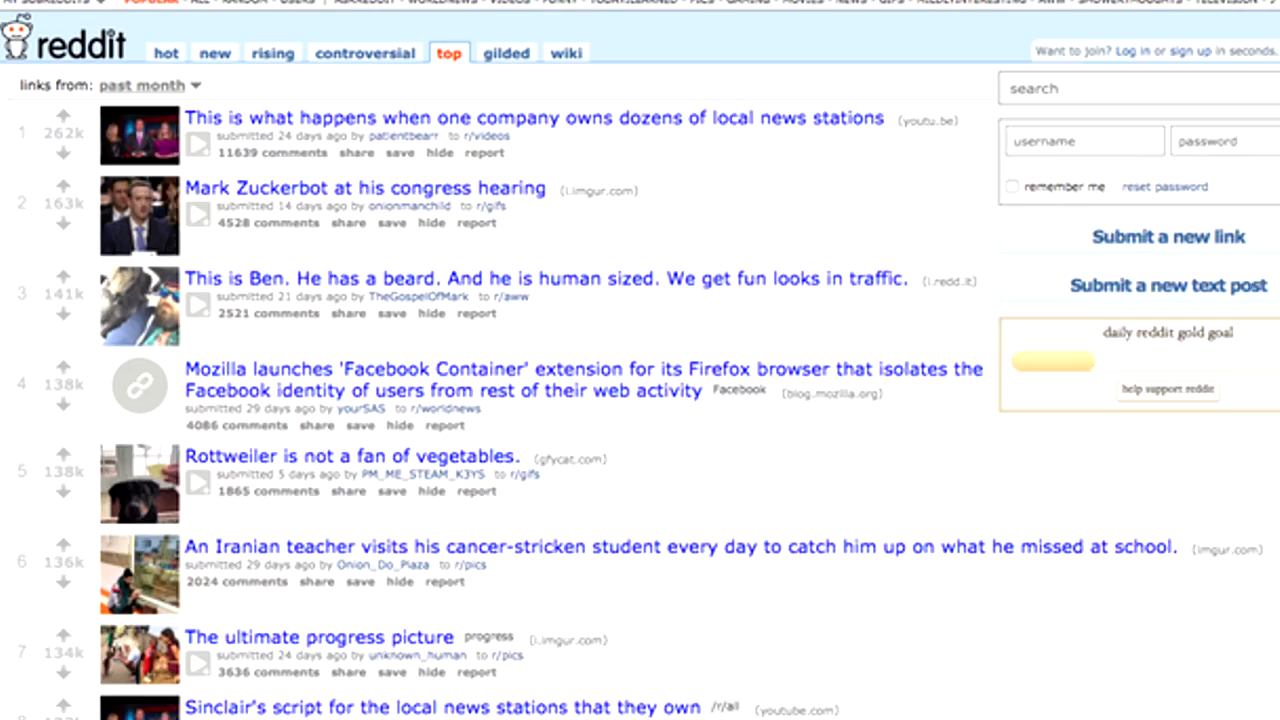 reddit
hot new rising controversial top gilded wiki
Want to join? Log in or sign up in seconds.
links from: past month
search
1
262k
This is what happens when one company owns dozens of local news stations (youtu.be)
submitted 24 days ago by patientbearr to r/videos
11639 comments share save hide report
username password
remember me reset password
2
163k
Mark Zuckerbot at his congress hearing (i.imgur.com)
submitted 14 days ago by onionmanchild to r/gifs
4528 comments share save hide report
Submit a new link
3
141k
This is Ben. He has a beard. And he is human sized. We get fun looks in traffic. (i.redd.it)
submitted 21 days ago by TheGospelOfMark to r/aww
2521 comments share save hide report
Submit a new text post
daily reddit gold goal
help support reddit
4
138k
Mozilla launches 'Facebook Container' extension for its Firefox browser that isolates the
Facebook identity of users from rest of their web activity Facebook (blog.mozilla.org)
submitted 29 days ago by yourSAS to r/worldnews
4086 comments share save hide report
5
138k
Rottweiler is not a fan of vegetables. (gfycat.com)
submitted 5 days ago by PM_ME_STEAM_K3YS to r/gifs
1865 comments share save hide report
6
136k
An Iranian teacher visits his cancer-stricken student every day to catch him up on what he missed at school. (imgur.com)
submitted 29 days ago by Onion_Do_Plaza to r/pics
2024 comments share save hide report
7
134k
The ultimate progress picture progress (i.imgur.com)
submitted 24 days ago by unknown_human to r/pics
3636 comments share save hide report
Sinclair's script for the local news stations that they own /r/all (youtube.com)